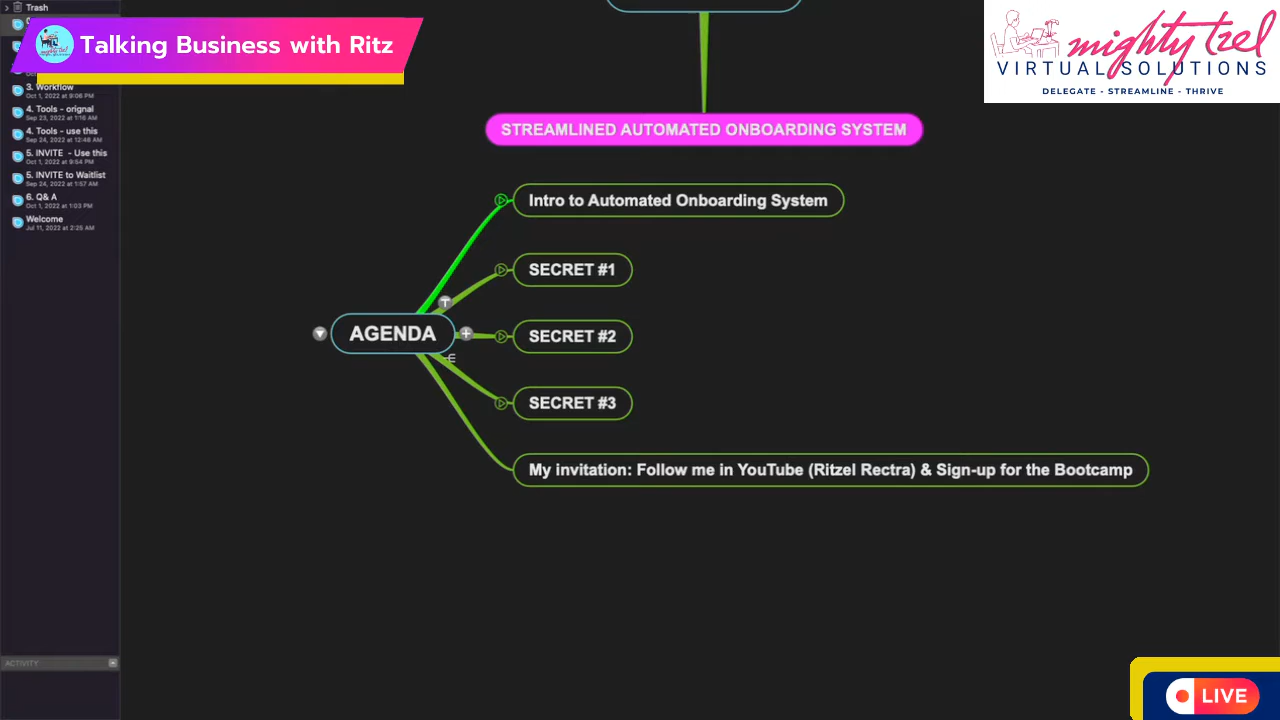 Trash
Talking Business with Ritz
3. Workflow
Oct 1, 2022 at 9:06 PM
4. Tools - orignal
Sep 23, 2022 at 1:16 AM
4. Tools - use this
Sep 24, 2022 at 12:46 AM
5. INVITE - Use this
Oct 1, 2022 at 9:54 PM
5. INVITE to Waitlist
Sep 24, 2022 at 1:57 AM
6. Q& A
Oct 1, 2022 at 1:03 PM
Welcome
Jul 11, 2022 at 2:25 AM
ACTIVITY
mighty tzel
VIRTUAL SOLUTIONS
DELEGATE - STREAMLINE - THRIVE
STREAMLINED AUTOMATED ONBOARDING SYSTEM
AGENDA
Intro to Automated Onboarding System
SECRET #1
SECRET #2
SECRET #3
My invitation: Follow me in YouTube (Ritzel Rectra) & Sign-up for the Bootcamp
LIVE